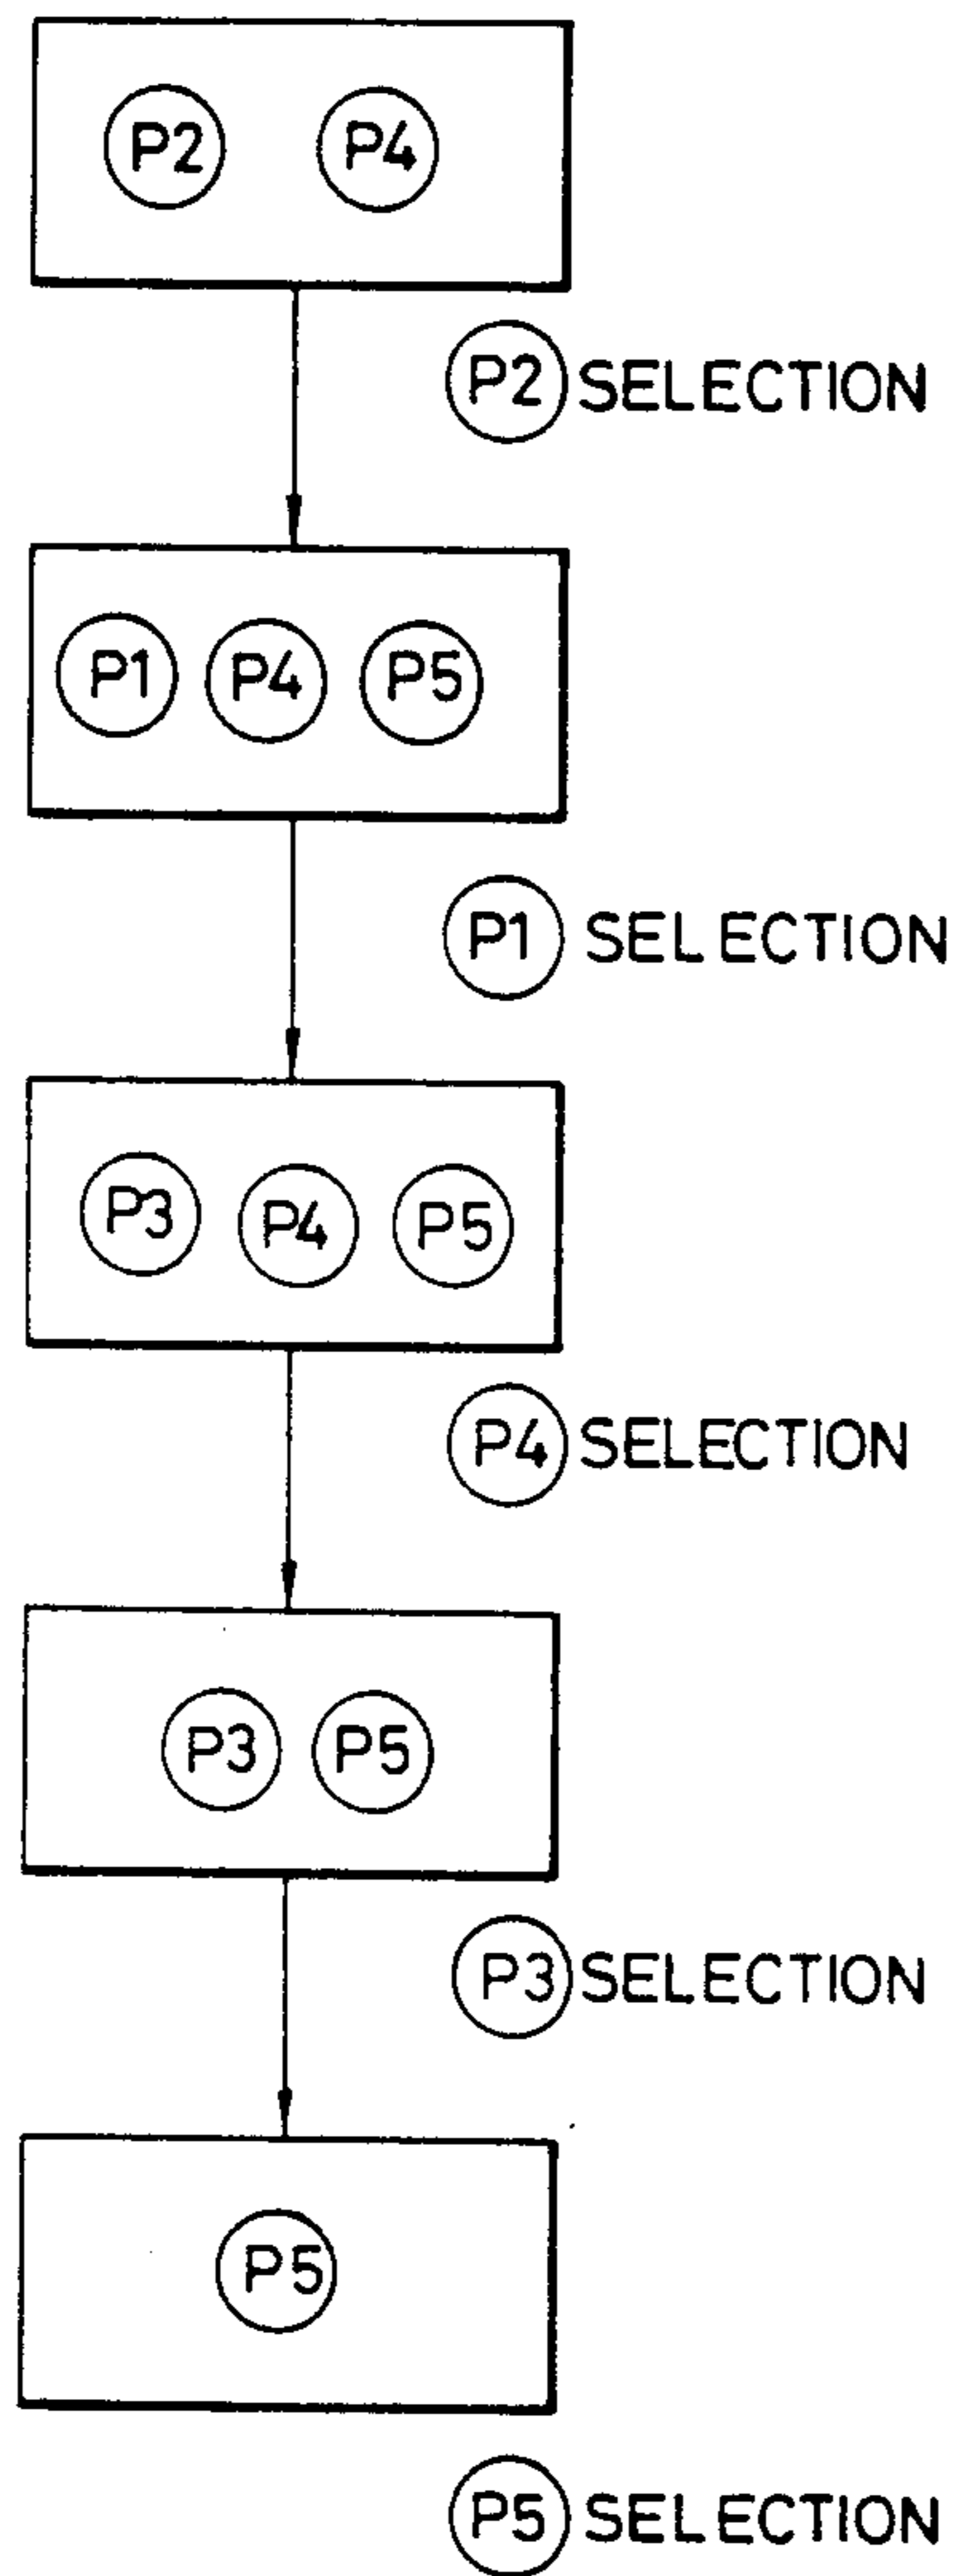 P2 P4
P2 SELECTION
P1 P4 P5
P1 SELECTION
P3 P4 P5
P4 SELECTION
P3 P5
P3 SELECTION
P5
P5 SELECTION